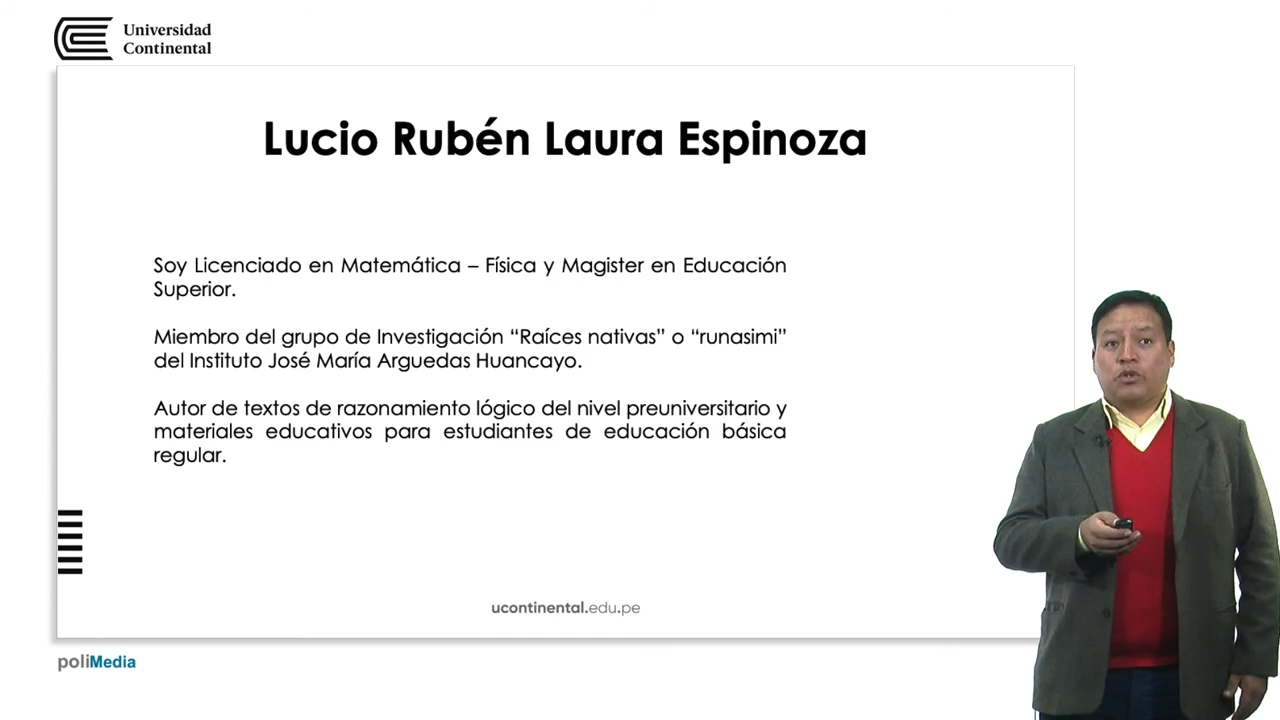 Universidad
Continental
Lucio Rubén Laura Espinoza
Soy Licenciado en Matemática – Física y Magister en Educación
Superior.
Miembro del grupo de Investigación “Raíces nativas” o “runasimi”
del Instituto José María Arguedas Huancayo.
Autor de textos de razonamiento lógico del nivel preuniversitario y
materiales educativos para estudiantes de educación básica
regular.
ucontinental.edu.pe
poliMedia